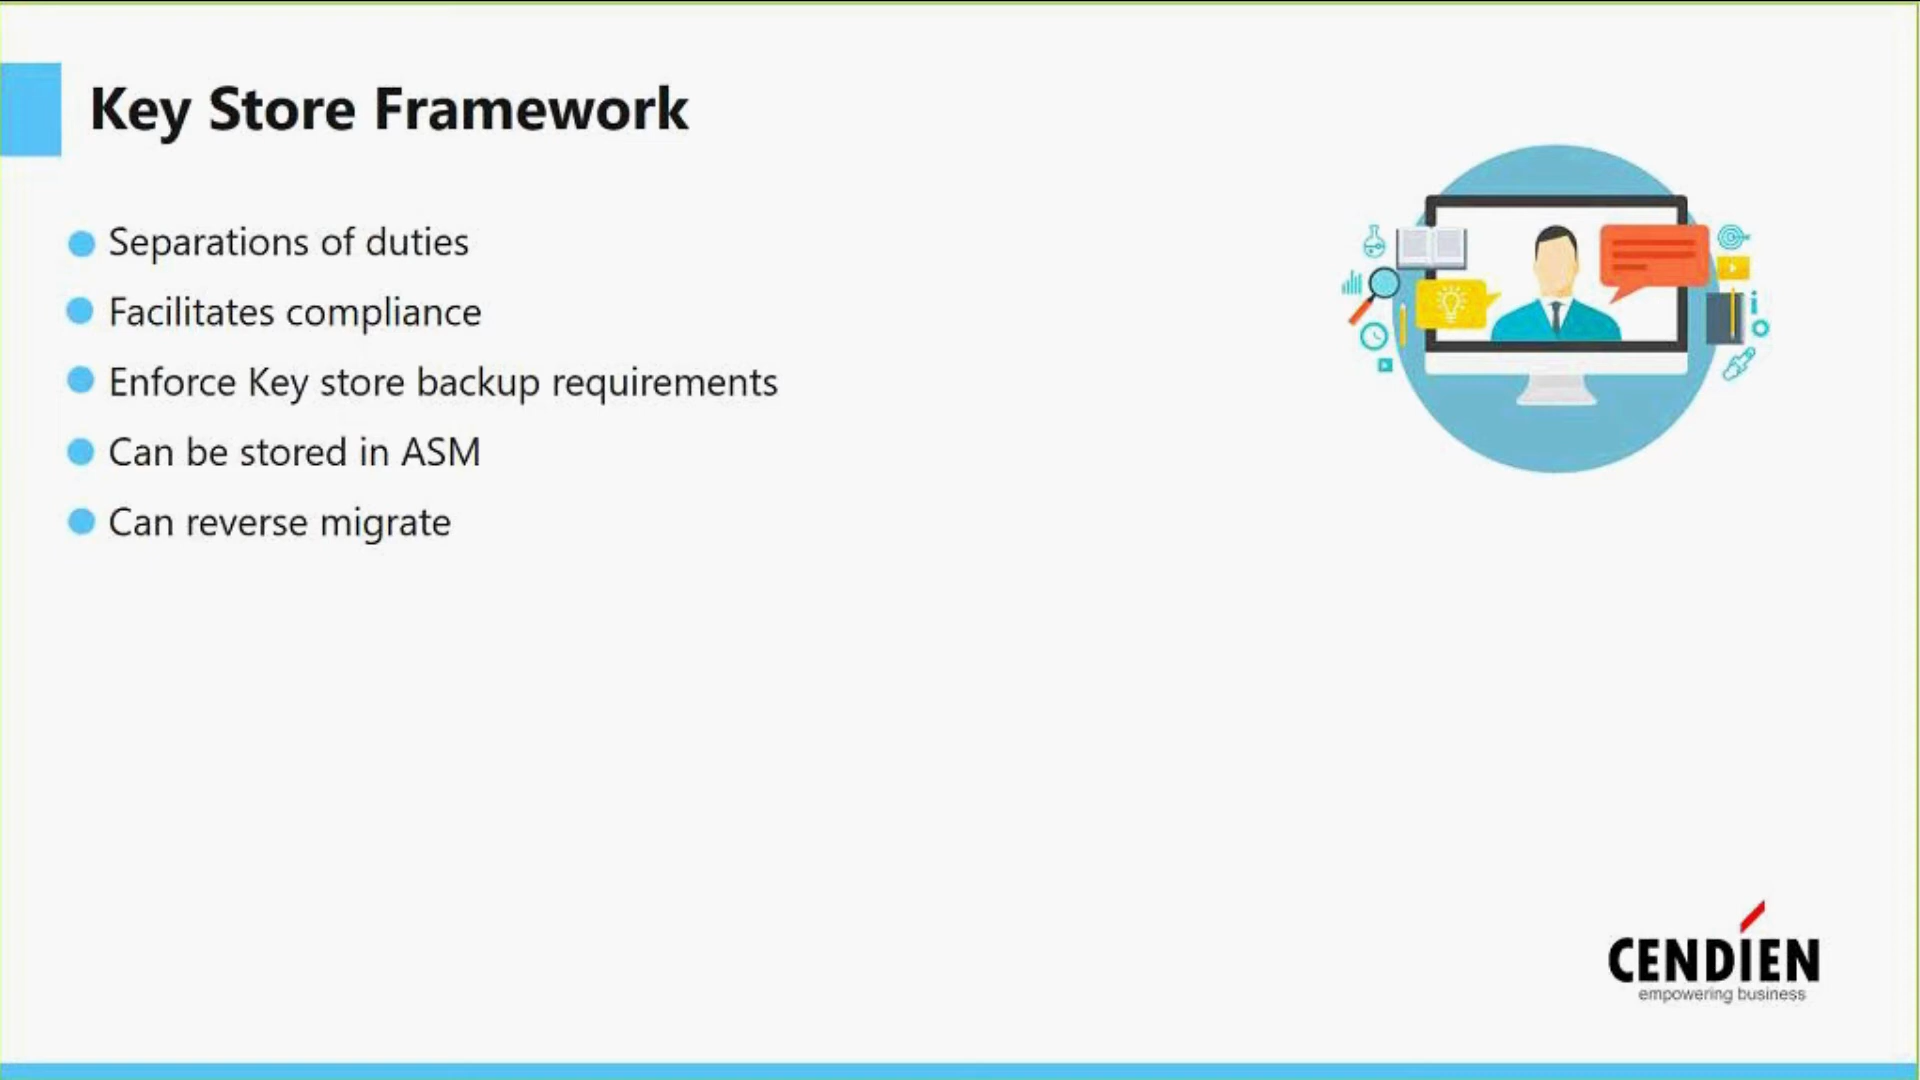 Key Store Framework
Separations of duties
Facilitates compliance
Enforce Key store backup requirements
Can be stored in ASM
Can reverse migrate
CENDIEN
empowering business